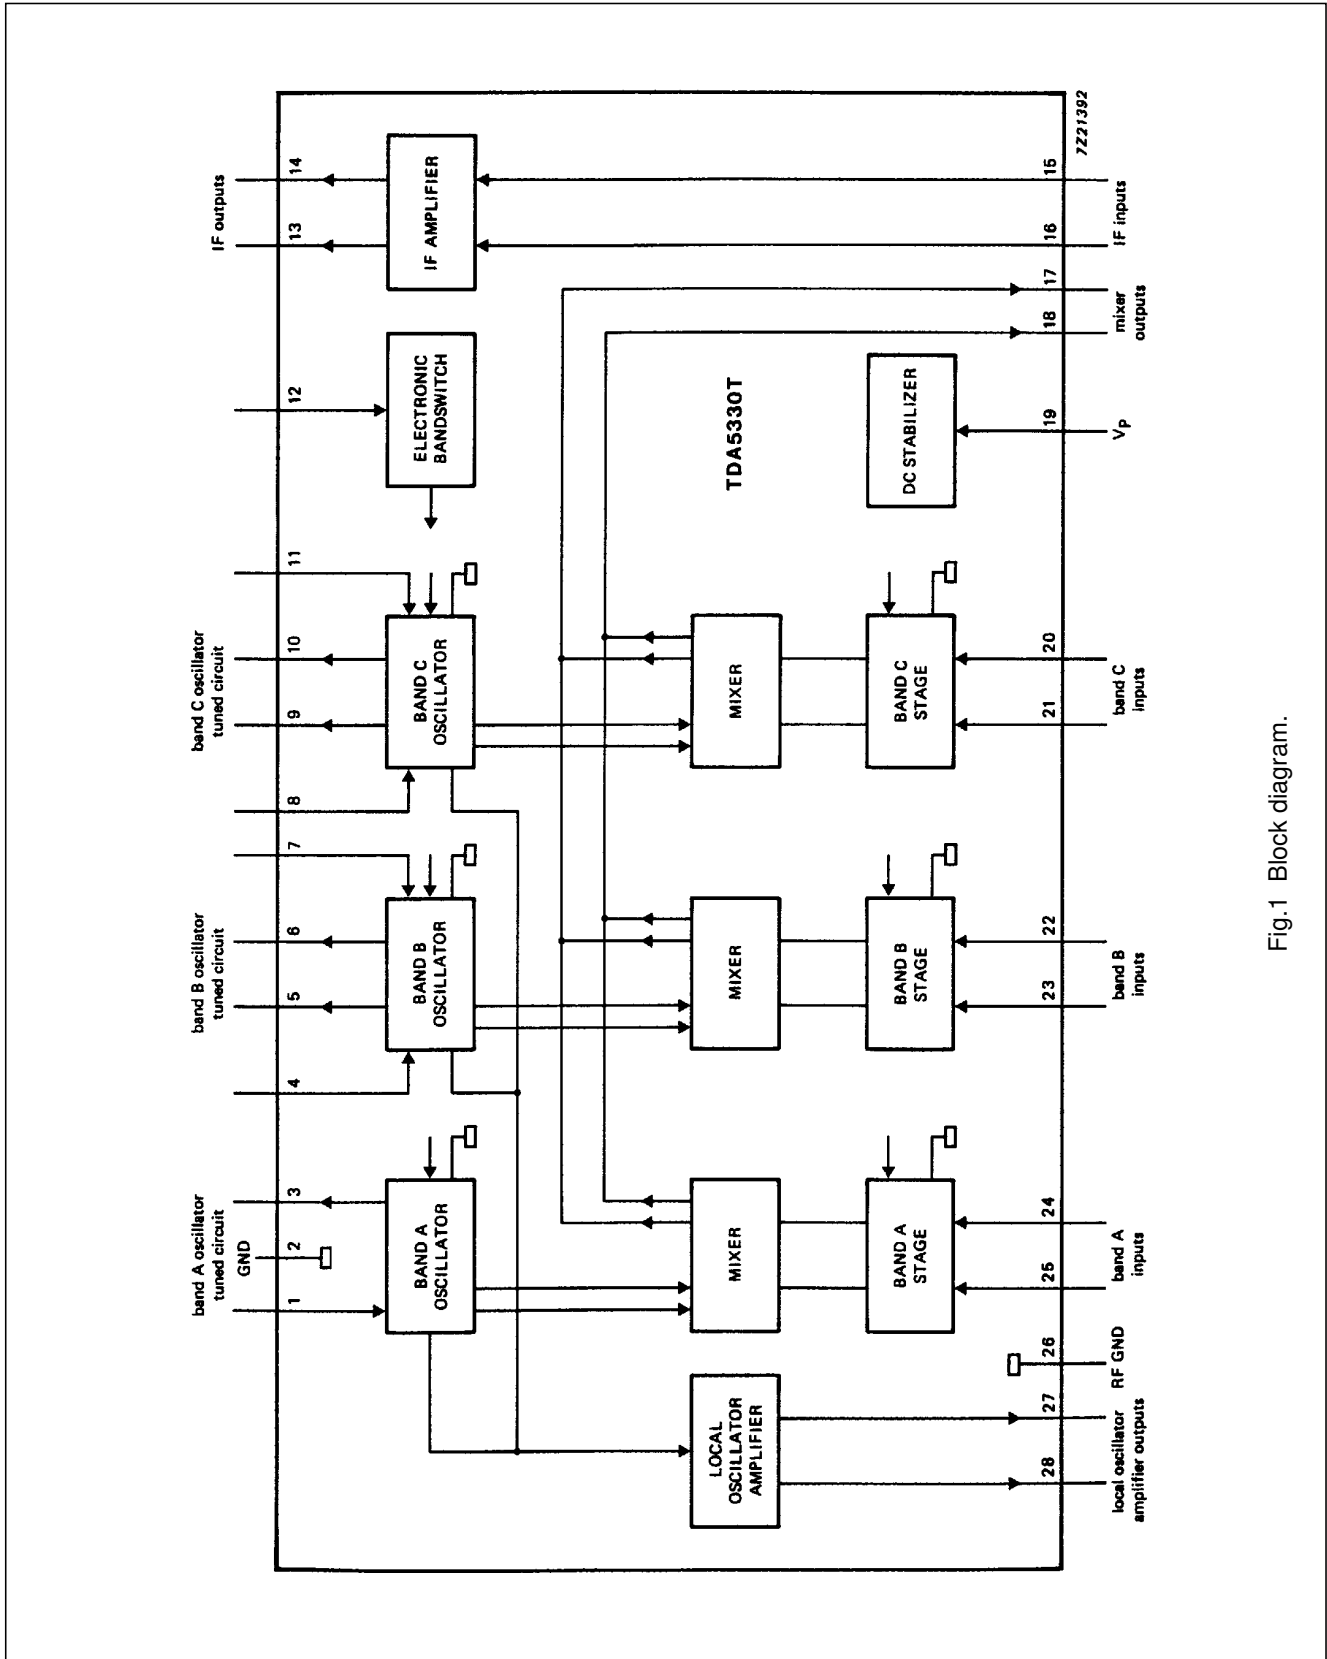 band A oscillator
tuned circuit
GND
band B oscillator
tuned circuit
band C oscillator
tuned circuit
IF outputs
1
2
3
4
5
6
7
8
9
10
11
12
13
14
BAND A
OSCILLATOR
BAND B
OSCILLATOR
BAND C
OSCILLATOR
ELECTRONIC
BANDSWITCH
IF AMPLIFIER
LOCAL
OSCILLATOR
AMPLIFIER
MIXER
MIXER
MIXER
TDA5330T
BAND A
STAGE
BAND B
STAGE
BAND C
STAGE
DC STABILIZER
28
27
26
25
24
23
22
21
20
19
18
17
16
15
local oscillator
amplifier outputs
RF GND
band A
inputs
band B
inputs
band C
inputs
VP
mixer
outputs
IF inputs
7Z21392
Fig.1 Block diagram.